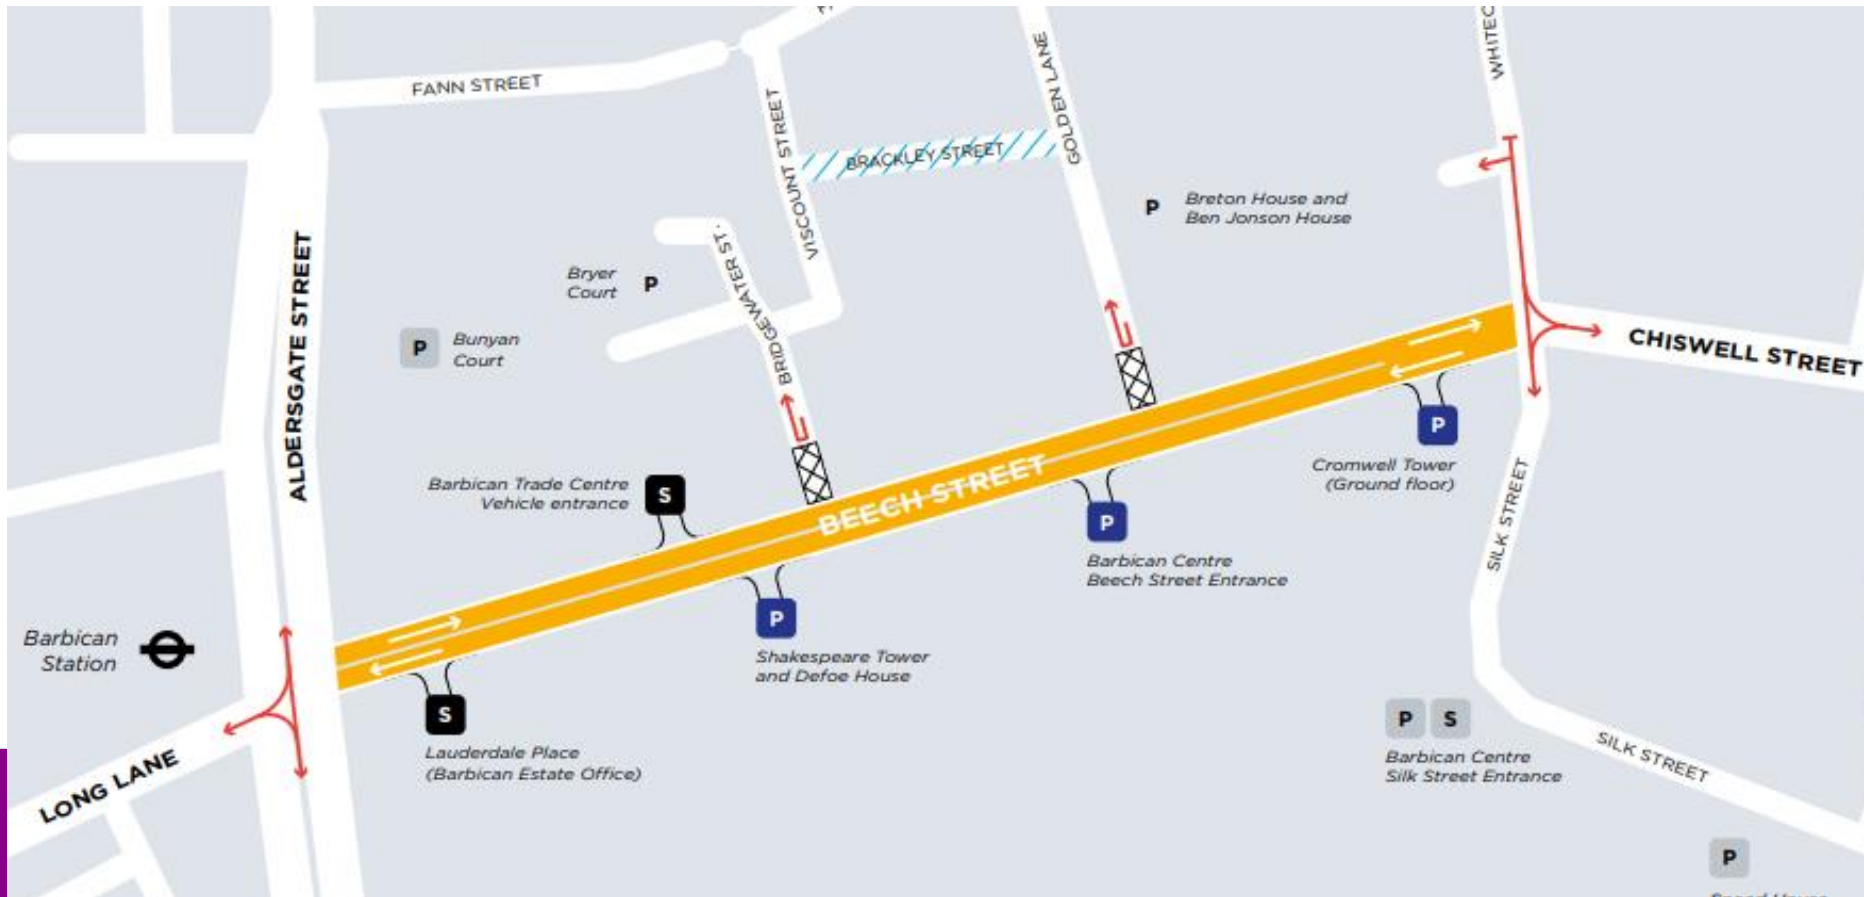 FANN STREET
VISCOUNT STREET
BRACKLEY STREET
GOLDEN LANE
P
Breton House and
Ben Jonson House
ALDERSGATE STREET
BRIDGEWATER ST.
Bryer
Court
P
P
Bunyan
Court
CHISWELL STREET
P
Cromwell Tower
(Ground floor)
Barbican Trade Centre
Vehicle entrance
S
BEECH STREET
P
Barbican Centre
Beech Street Entrance
SILK STREET
Barbican
Station
P
Shakespeare Tower
and Defoe House
S
Lauderdale Place
(Barbican Estate Office)
LONG LANE
P
S
Barbican Centre
Silk Street Entrance
SILK STREET
P